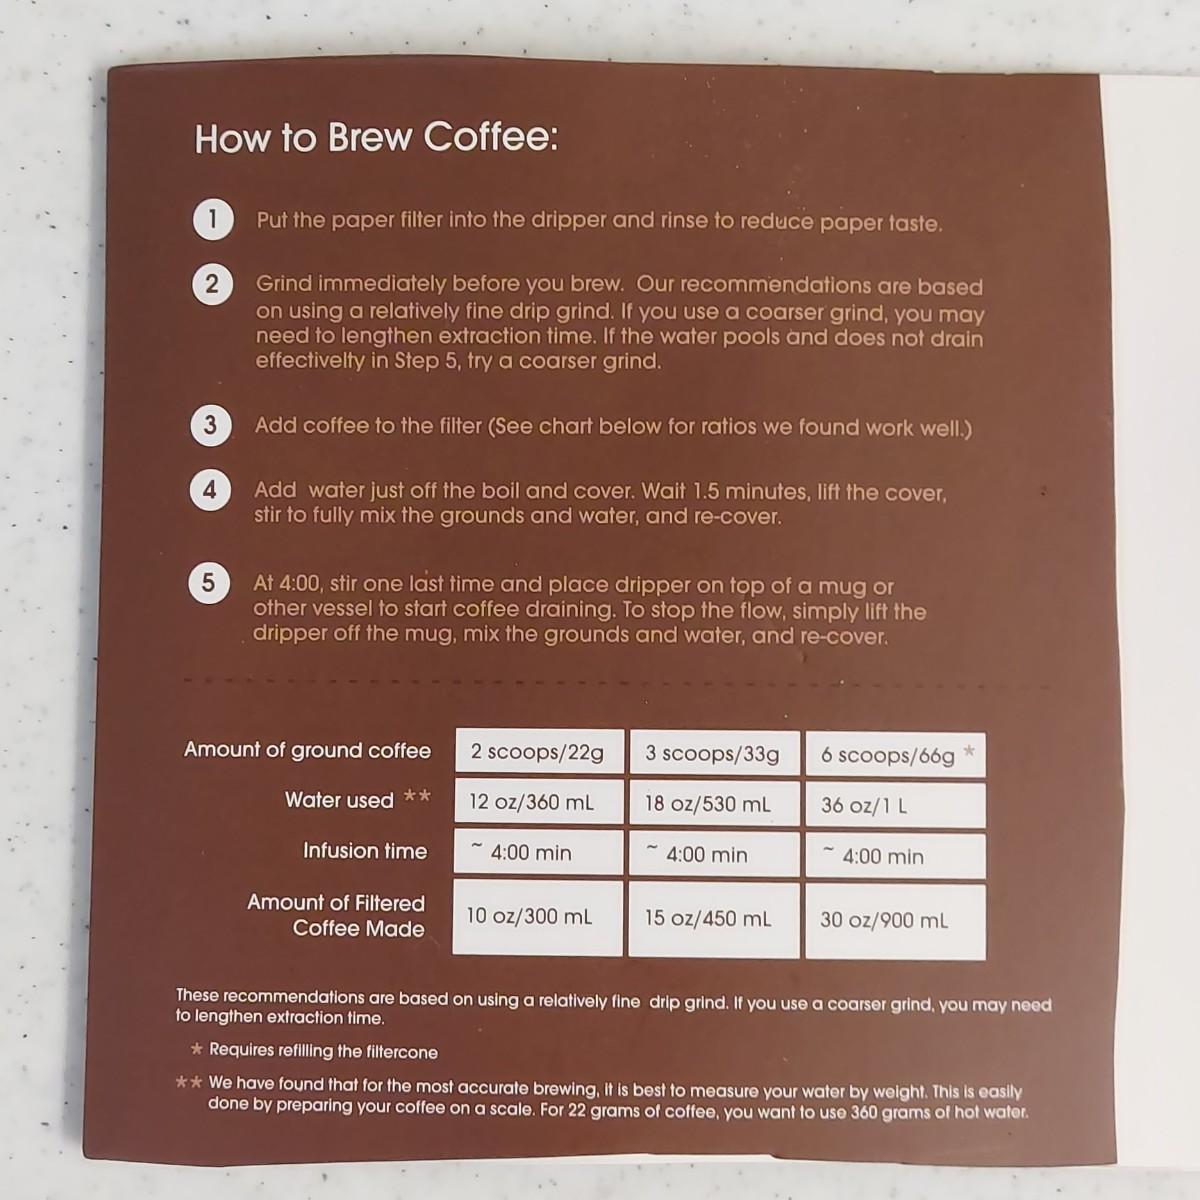 How to Brew Coffee:
1 Put the paper filter into the dripper and rinse to reduce paper taste.
2 Grind immediately before you brew. Our recommendations are based
on using a relatively fine drip grind. If you use a coarser grind, you may
need to lengthen extraction time. If the water pools and does not drain
effectivelty in Step 5, try a coarser grind.
3 Add coffee to the filter (See chart below for ratios we found work well.)
4 Add water just off the boil and cover. Wait 1.5 minutes, lift the cover,
stir to fully mix the grounds and water, and re-cover.
5 At 4:00, stir one last time and place dripper on top of a mug or
other vessel to start coffee draining. To stop the flow, simply lift the
dripper off the mug, mix the grounds and water, and re-cover.
Amount of ground coffee 2 scoops/22g 3 scoops/33g 6 scoops/66g *
Water used ** 12 oz/360 mL 18 oz/530 mL 36 oz/1 L
Infusion time ~ 4:00 min ~ 4:00 min ~ 4:00 min
Amount of Filtered
Coffee Made 10 oz/300 mL 15 oz/450 mL 30 oz/900 mL
These recommendations are based on using a relatively fine drip grind. If you use a coarser grind, you may need
to lengthen extraction time.
* Requires refilling the filtercone
** We have found that for the most accurate brewing, it is best to measure your water by weight. This is easily
done by preparing your coffee on a scale. For 22 grams of coffee, you want to use 360 grams of hot water.